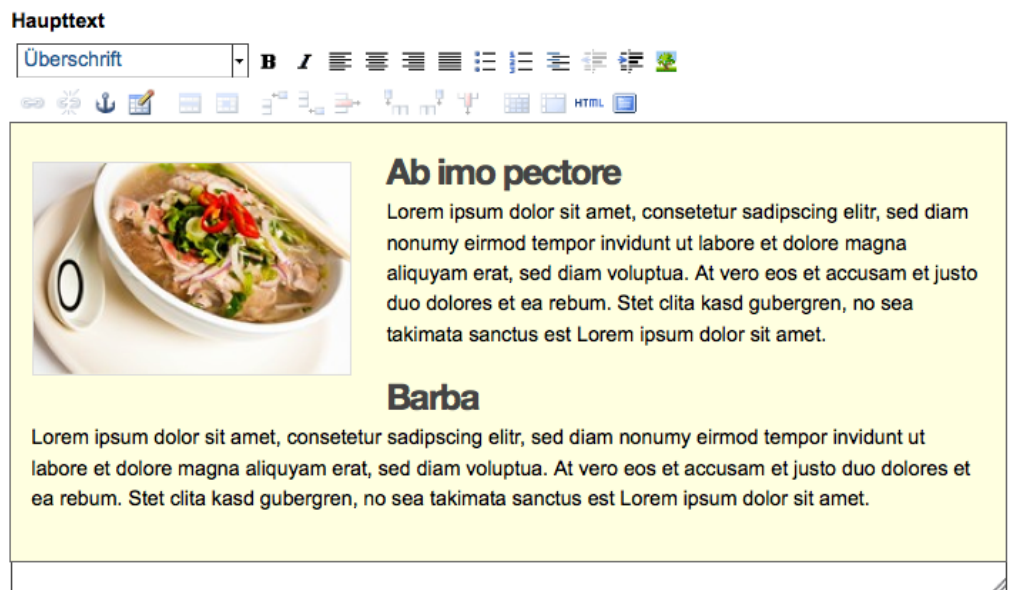 Haupttext
Überschrift
B I
HTML
Ab imo pectore
Lorem ipsum dolor sit amet, consetetur sadipscing elitr, sed diam
nonumy eirmod tempor invidunt ut labore et dolore magna
aliquyam erat, sed diam voluptua. At vero eos et accusam et justo
duo dolores et ea rebum. Stet clita kasd gubergren, no sea
takimata sanctus est Lorem ipsum dolor sit amet.
Barba
Lorem ipsum dolor sit amet, consetetur sadipscing elitr, sed diam nonumy eirmod tempor invidunt ut
labore et dolore magna aliquyam erat, sed diam voluptua. At vero eos et accusam et justo duo dolores et
ea rebum. Stet clita kasd gubergren, no sea takimata sanctus est Lorem ipsum dolor sit amet.